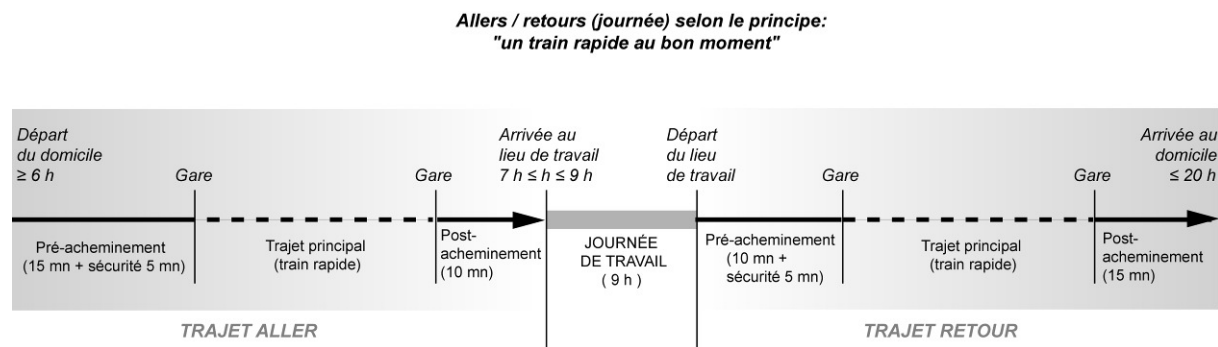 Allers / retours (journée) selon le principe:
"un train rapide au bon moment"
Départ
du domicile
≥ 6 h
Gare
Gare
Arrivée au
lieu de travail
7 h ≤ h ≤ 9 h
Départ
du lieu
de travail
Gare
Gare
Arrivée au
domicile
≤ 20 h
Pré-acheminement
(15 mn + sécurité 5 mn)
Trajet principal
(train rapide)
Post-
acheminement
(10 mn)
JOURNÉE
DE TRAVAIL
( 9 h )
Pré-acheminement
(10 mn +
sécurité 5 mn)
Trajet principal
(train rapide)
Post-
acheminement
(15 mn)
TRAJET ALLER
TRAJET RETOUR